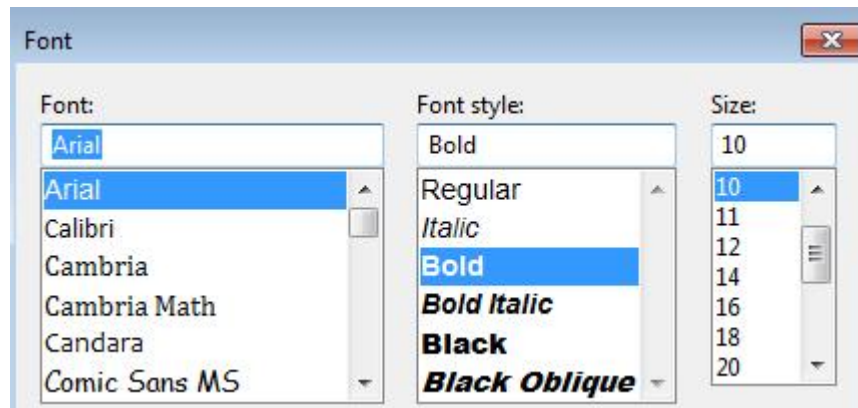 Font
Font:
Font style:
Size:
Arial
Bold
10
Arial
Calibri
Cambria
Cambria Math
Candara
Comic Sans MS
Regular
Italic
Bold
Bold Italic
Black
Black Oblique
10
11
12
14
16
18
20